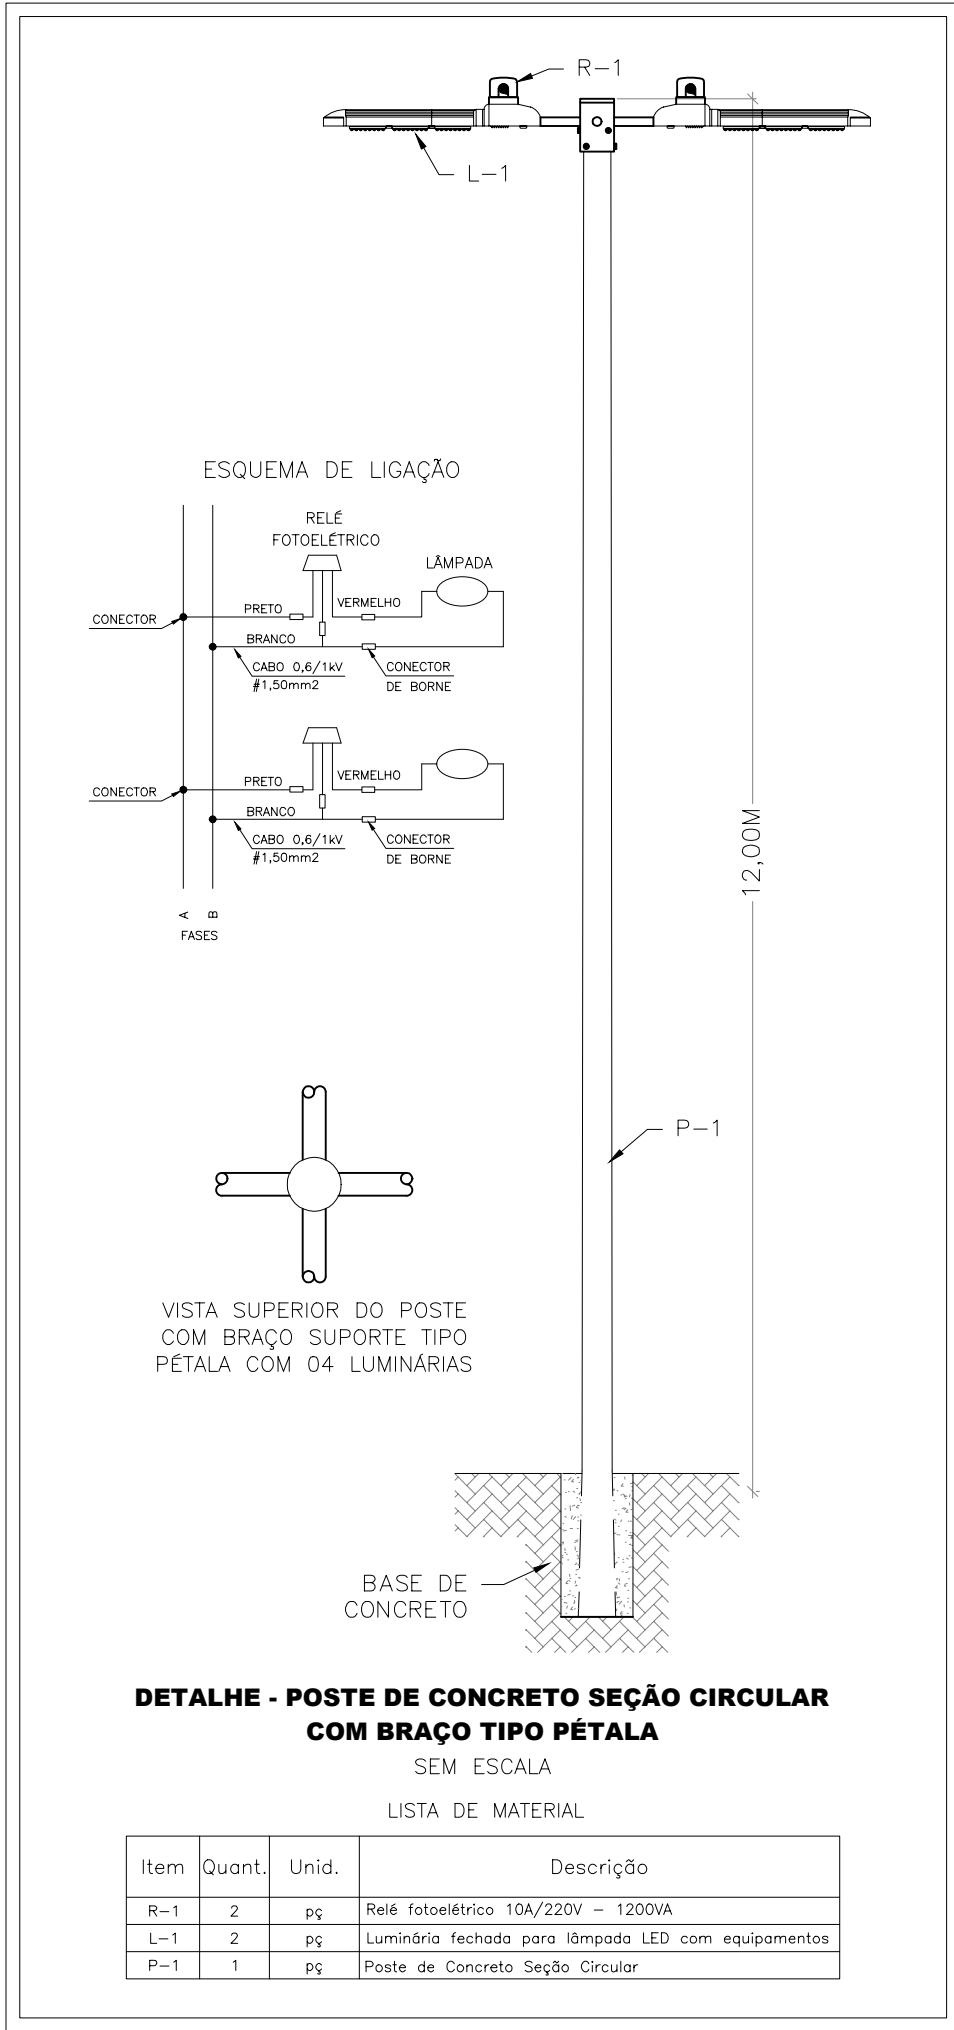 R-1
L-1
ESQUEMA DE LIGAÇÃO
RELÉ
FOTOELÉTRICO
LÂMPADA
CONECTOR
PRETO
VERMELHO
BRANCO
CABO 0,6/1kV
#1,50mm2
CONECTOR
DE BORNE
CONECTOR
PRETO
VERMELHO
BRANCO
CABO 0,6/1kV
#1,50mm2
CONECTOR
DE BORNE
A B
FASES
12,00M
P-1
VISTA SUPERIOR DO POSTE
COM BRAÇO SUPORTE TIPO
PÉTALA COM 04 LUMINÁRIAS
BASE DE
CONCRETO
DETALHE - POSTE DE CONCRETO SEÇÃO CIRCULAR
COM BRAÇO TIPO PÉTALA
SEM ESCALA
LISTA DE MATERIAL
Item Quant. Unid. Descrição
R-1 2 pç Relé fotoelétrico 10A/220V - 1200VA
L-1 2 pç Luminária fechada para lâmpada LED com equipamentos
P-1 1 pç Poste de Concreto Seção Circular